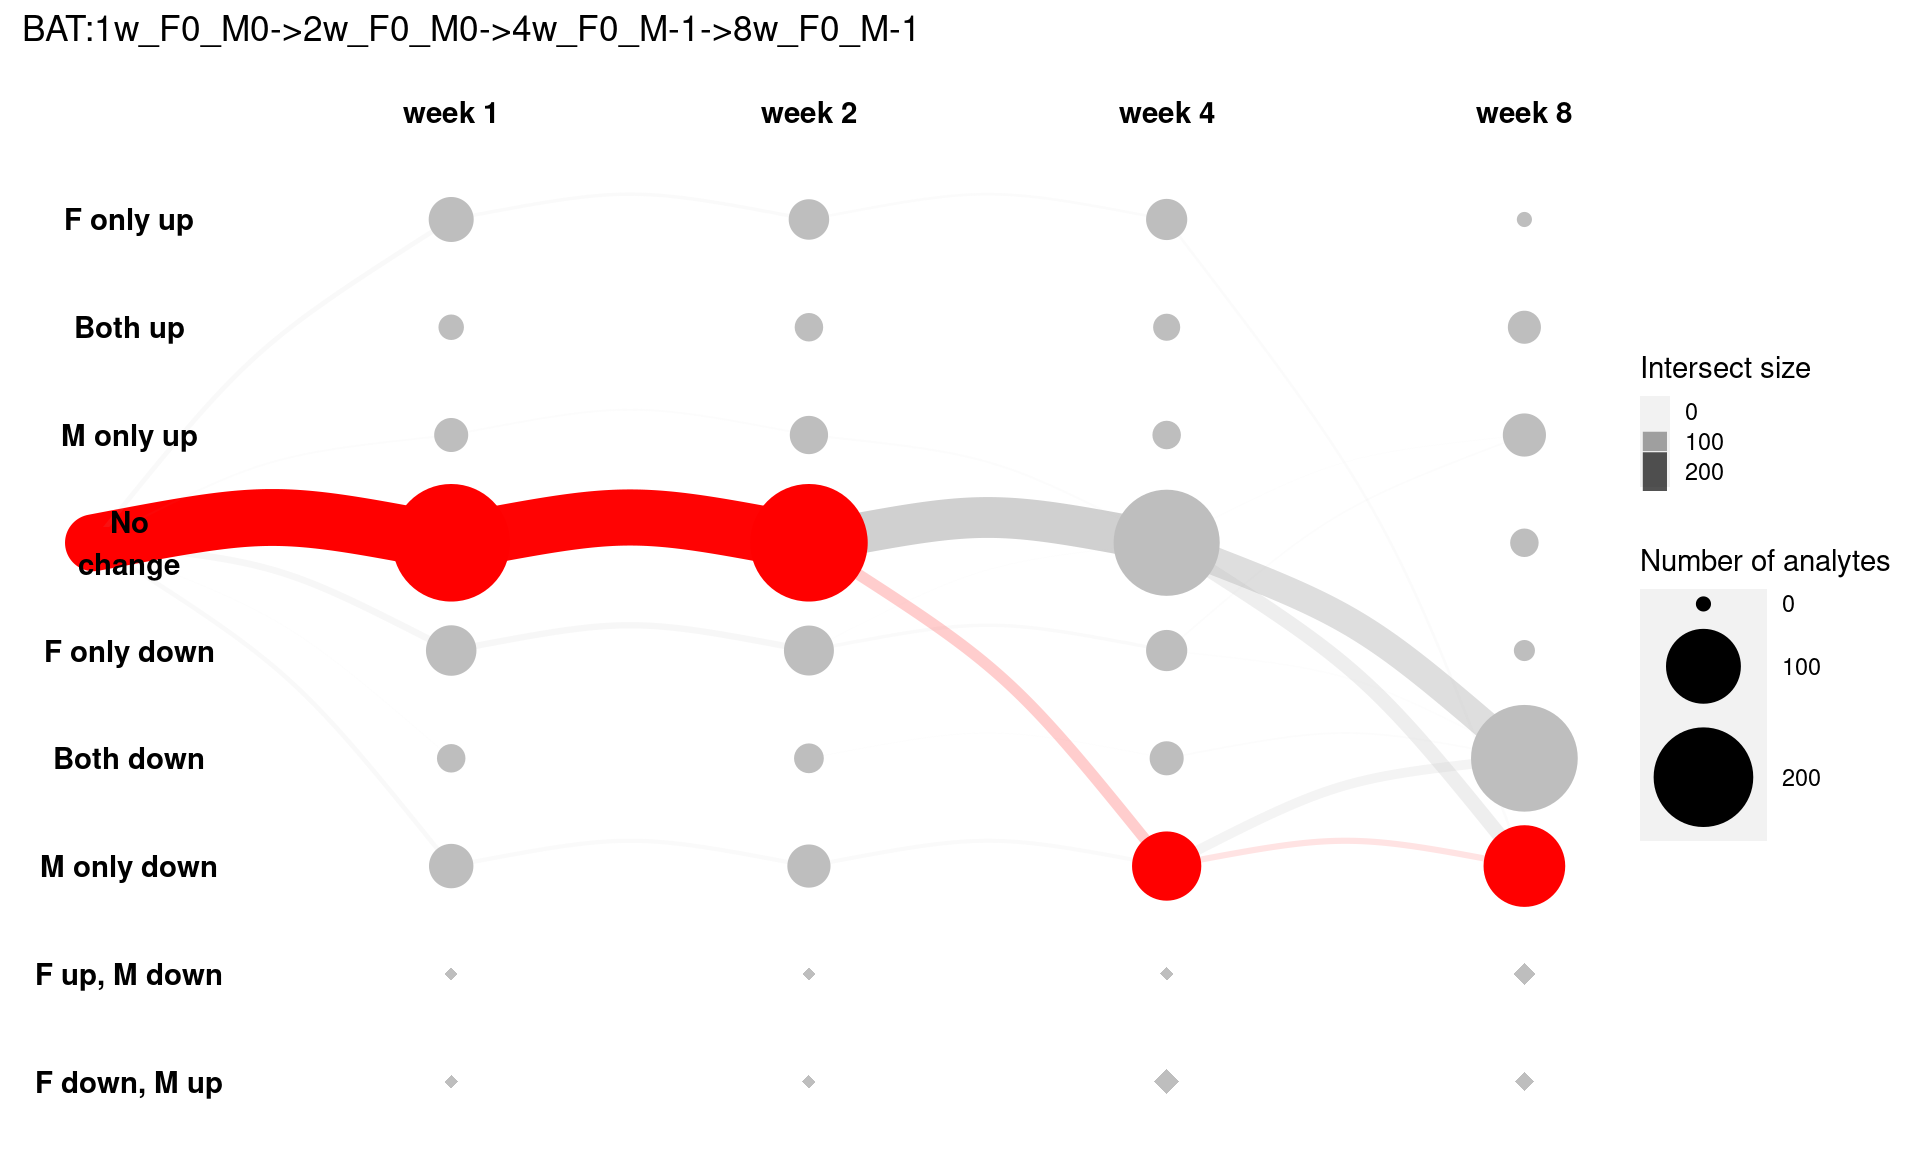 BAT:1w_F0_M0->2w_F0_M0->4w_F0_M-1->8w_F0_M-1
week 1
week 2
week 4
week 8
F only up
Both up
M only up
No
change
F only down
Both down
M only down
F up, M down
F down, M up
Intersect size
0
100
200
Number of analytes
0
100
200